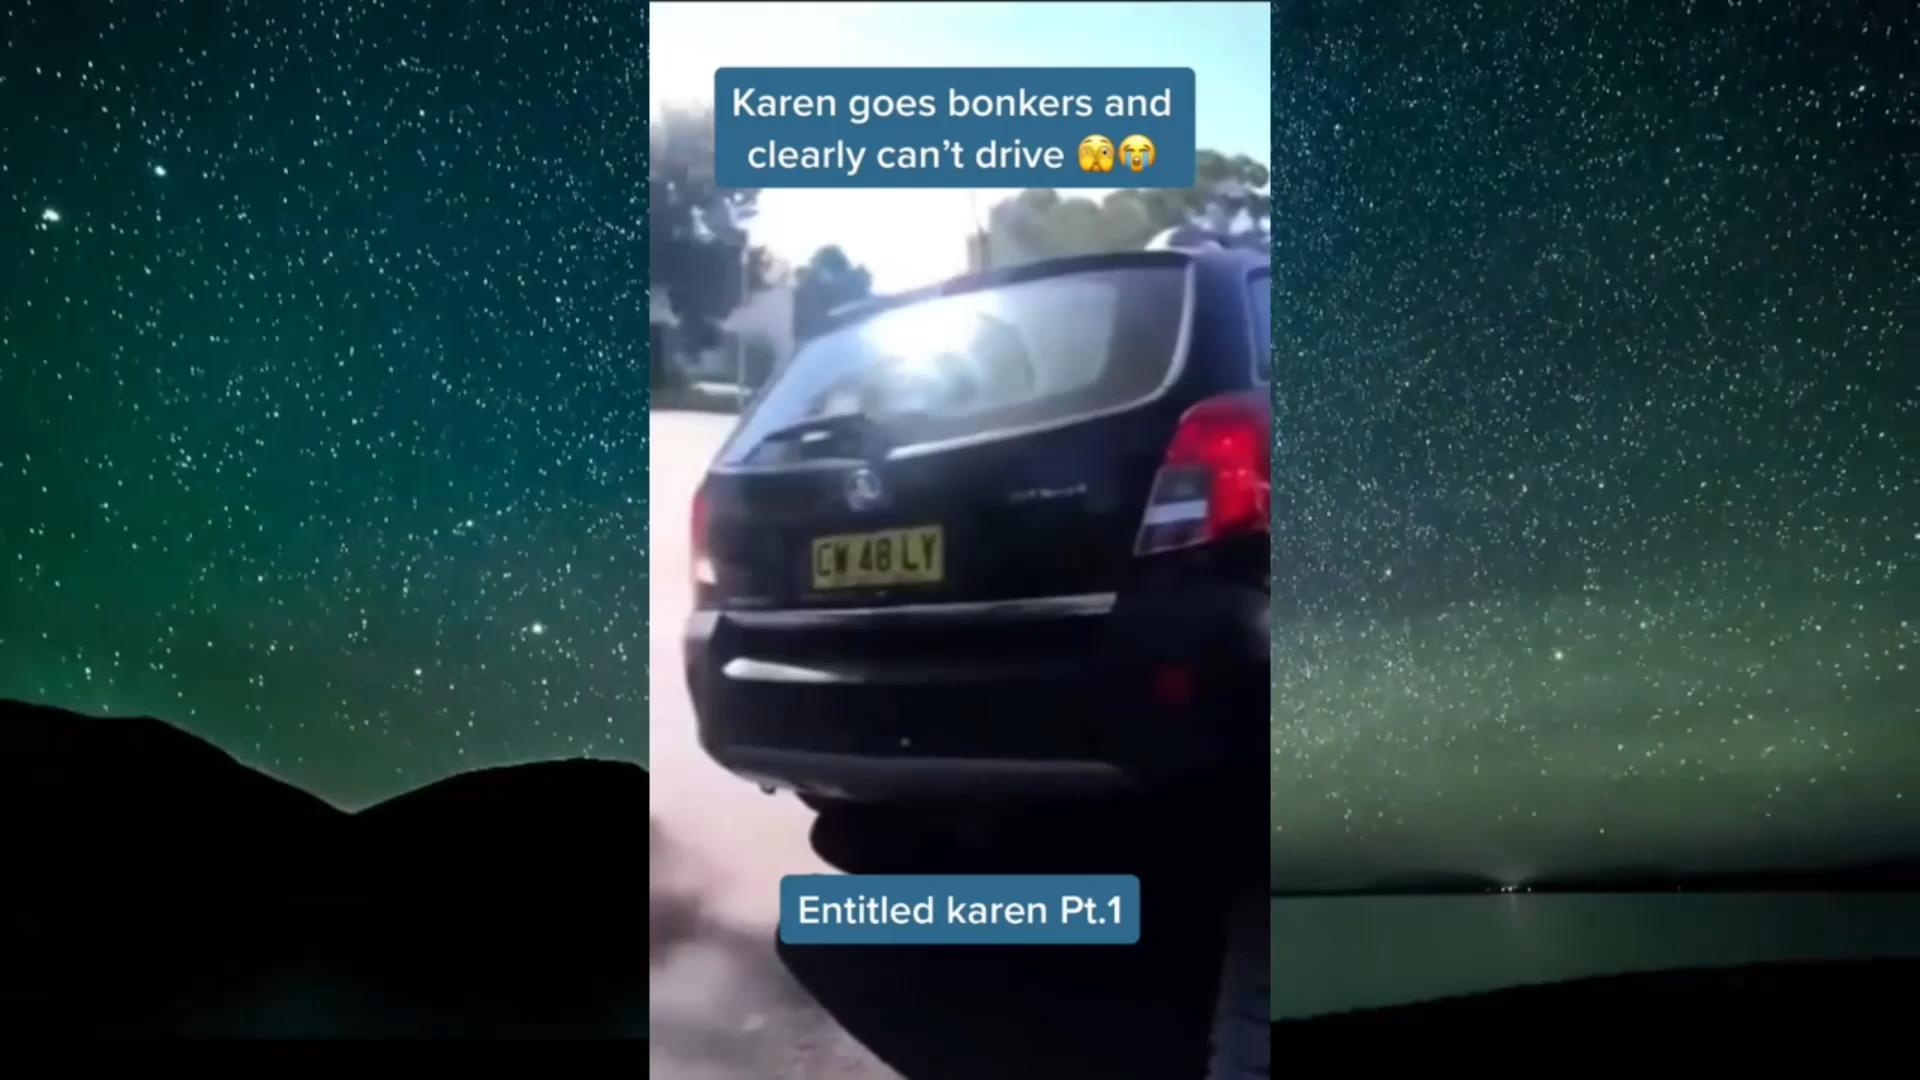 Karen goes bonkers and
clearly can’t drive 🫣😭
CW 48 LY
Entitled karen Pt.1